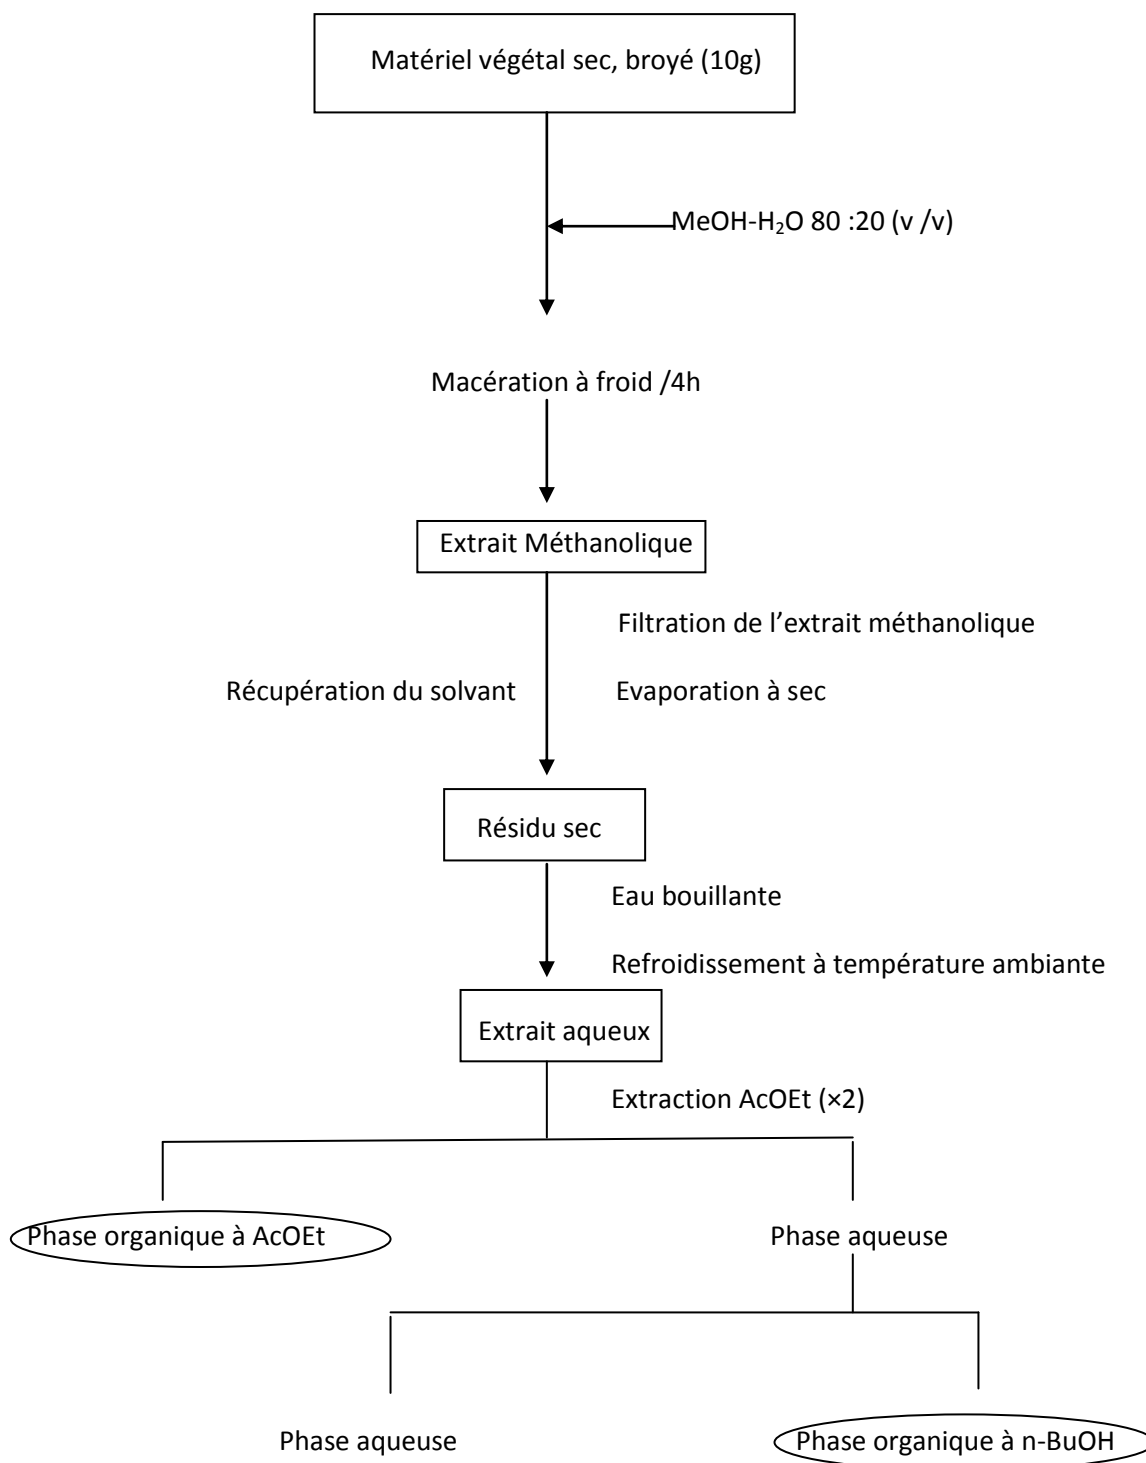 Matériel végétal sec, broyé (10g)
MeOH-H₂O 80 :20 (v /v)
Macération à froid /4h
Extrait Méthanolique
Filtration de l’extrait méthanolique
Récupération du solvant
Evaporation à sec
Résidu sec
Eau bouillante
Refroidissement à température ambiante
Extrait aqueux
Extraction AcOEt (×2)
Phase organique à AcOEt
Phase aqueuse
Phase aqueuse
Phase organique à n-BuOH